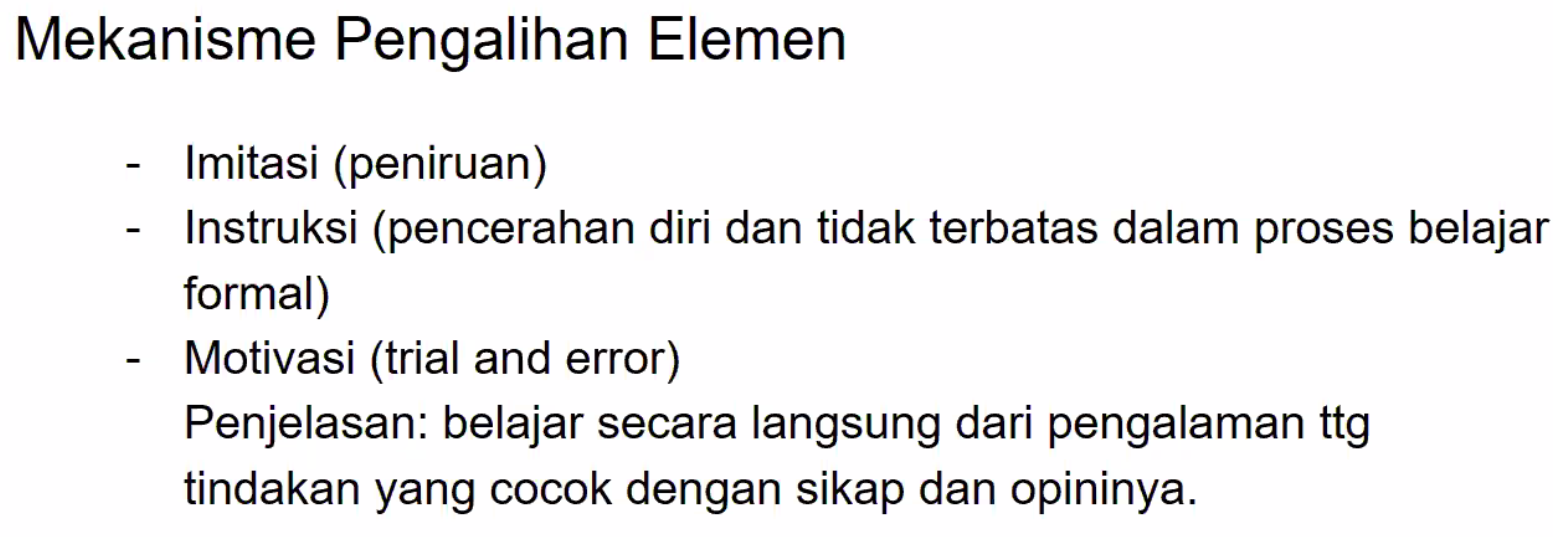 Mekanisme Pengalihan Elemen
- Imitasi (peniruan)
- Instruksi (pencerahan diri dan tidak terbatas dalam proses belajar
formal)
- Motivasi (trial and error)
Penjelasan: belajar secara langsung dari pengalaman ttg
tindakan yang cocok dengan sikap dan opininya.